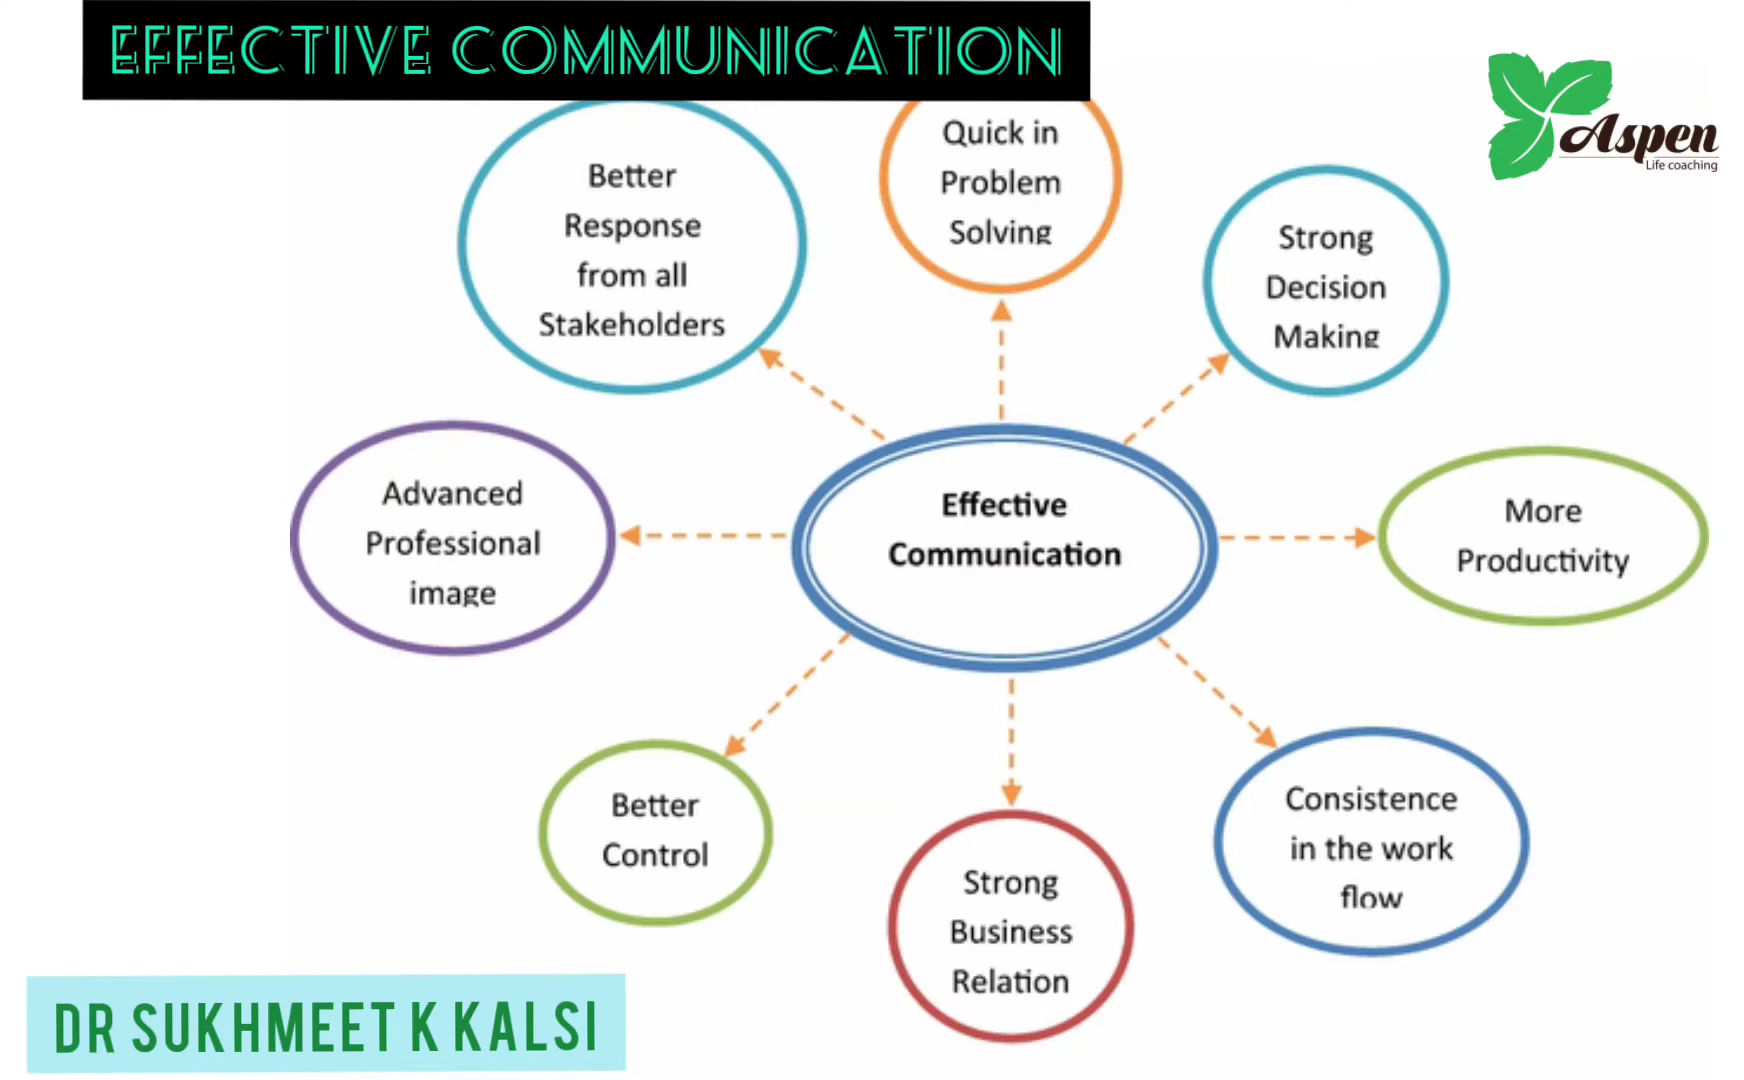 EFFECTIVE COMMUNICATION
Aspen
Life coaching
Better
Response
from all
Stakeholders
Quick in
Problem
Solving
Strong
Decision
Making
Advanced
Professional
image
Effective
Communication
More
Productivity
Better
Control
Strong
Business
Relation
Consistence
in the work
flow
DR SUKHMEET K KALSI